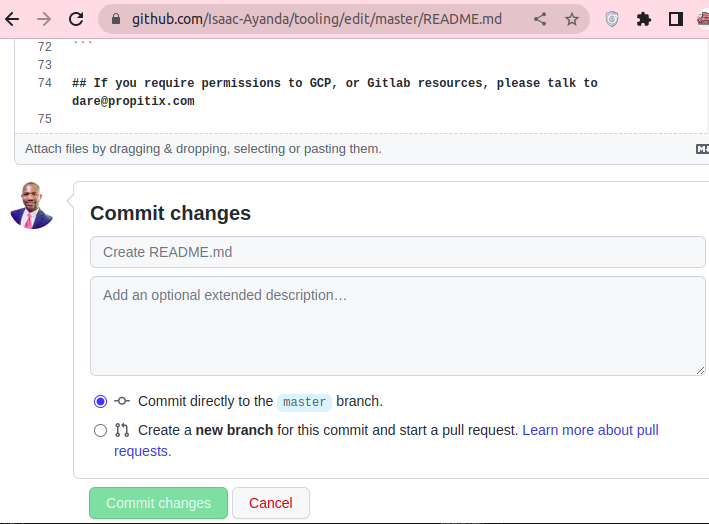 github.com/Isaac-Ayanda/tooling/edit/master/README.md
72 ```
73
74 ## If you require permissions to GCP, or Gitlab resources, please talk to
dare@propitix.com
75
Attach files by dragging & dropping, selecting or pasting them.
Commit changes
Create README.md
Add an optional extended description…
Commit directly to the master branch.
Create a new branch for this commit and start a pull request. Learn more about pull
requests.
Commit changes Cancel